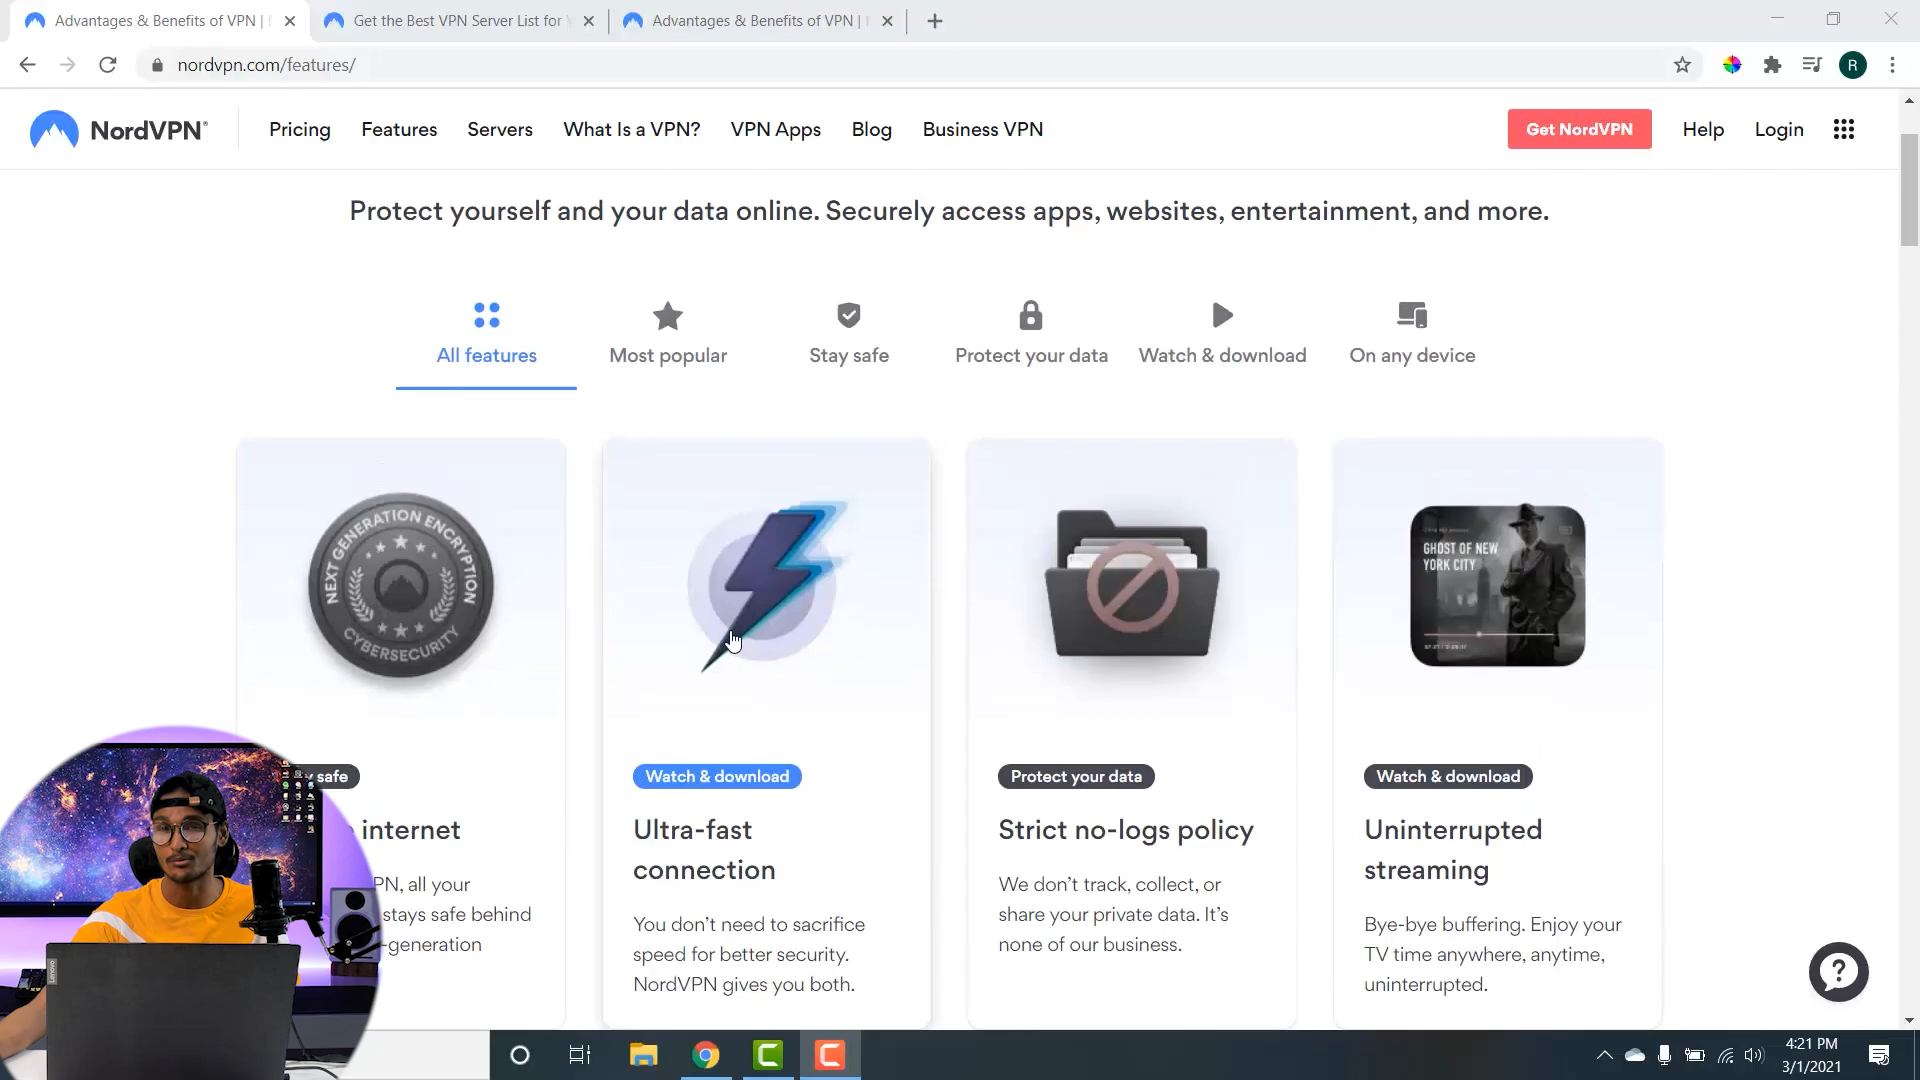 Advantages & Benefits of VPN |
Get the Best VPN Server List for
Advantages & Benefits of VPN |
nordvpn.com/features/
R
NordVPN®
Pricing
Features
Servers
What Is a VPN?
VPN Apps
Blog
Business VPN
Get NordVPN
Help
Login
Protect yourself and your data online. Securely access apps, websites, entertainment, and more.
All features
Most popular
Stay safe
Protect your data
Watch & download
On any device
NEXT GENERATION ENCRYPTION
CYBERSECURITY
GHOST OF NEW
YORK CITY
safe
internet
PN, all your
stays safe behind
-generation
Watch & download
Ultra-fast
connection
You don't need to sacrifice
speed for better security.
NordVPN gives you both.
Protect your data
Strict no-logs policy
We don't track, collect, or
share your private data. It's
none of our business.
Watch & download
Uninterrupted
streaming
Bye-bye buffering. Enjoy your
TV time anywhere, anytime,
uninterrupted.
Lenovo
4:21 PM
3/1/2021